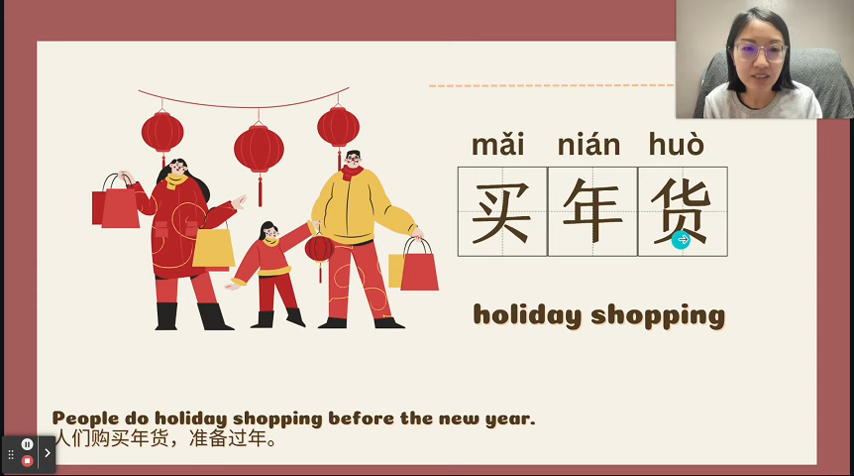 mǎi nián huò
买年货
holiday shopping
People do holiday shopping before the new year.
人们购买年货，准备过年。